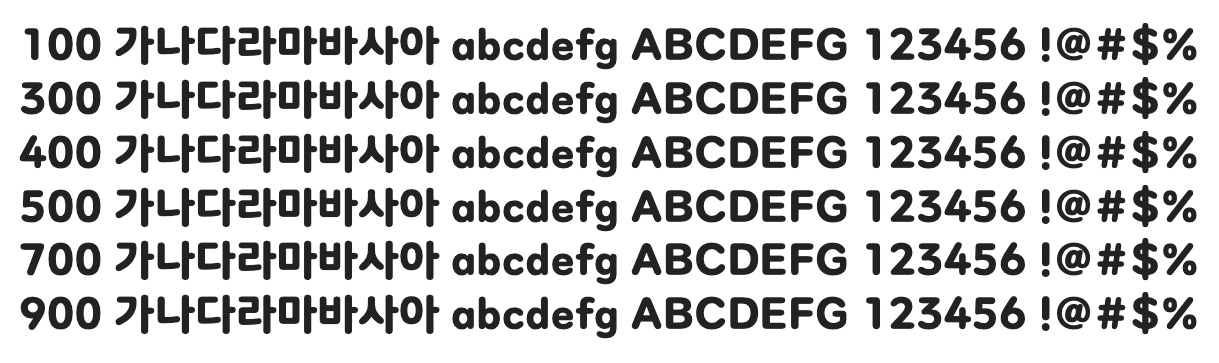 100 가나다라마바사아 abcdefg ABCDEFG 123456 !@#$%
300 가나다라마바사아 abcdefg ABCDEFG 123456 !@#$%
400 가나다라마바사아 abcdefg ABCDEFG 123456 !@#$%
500 가나다라마바사아 abcdefg ABCDEFG 123456 !@#$%
700 가나다라마바사아 abcdefg ABCDEFG 123456 !@#$%
900 가나다라마바사아 abcdefg ABCDEFG 123456 !@#$%